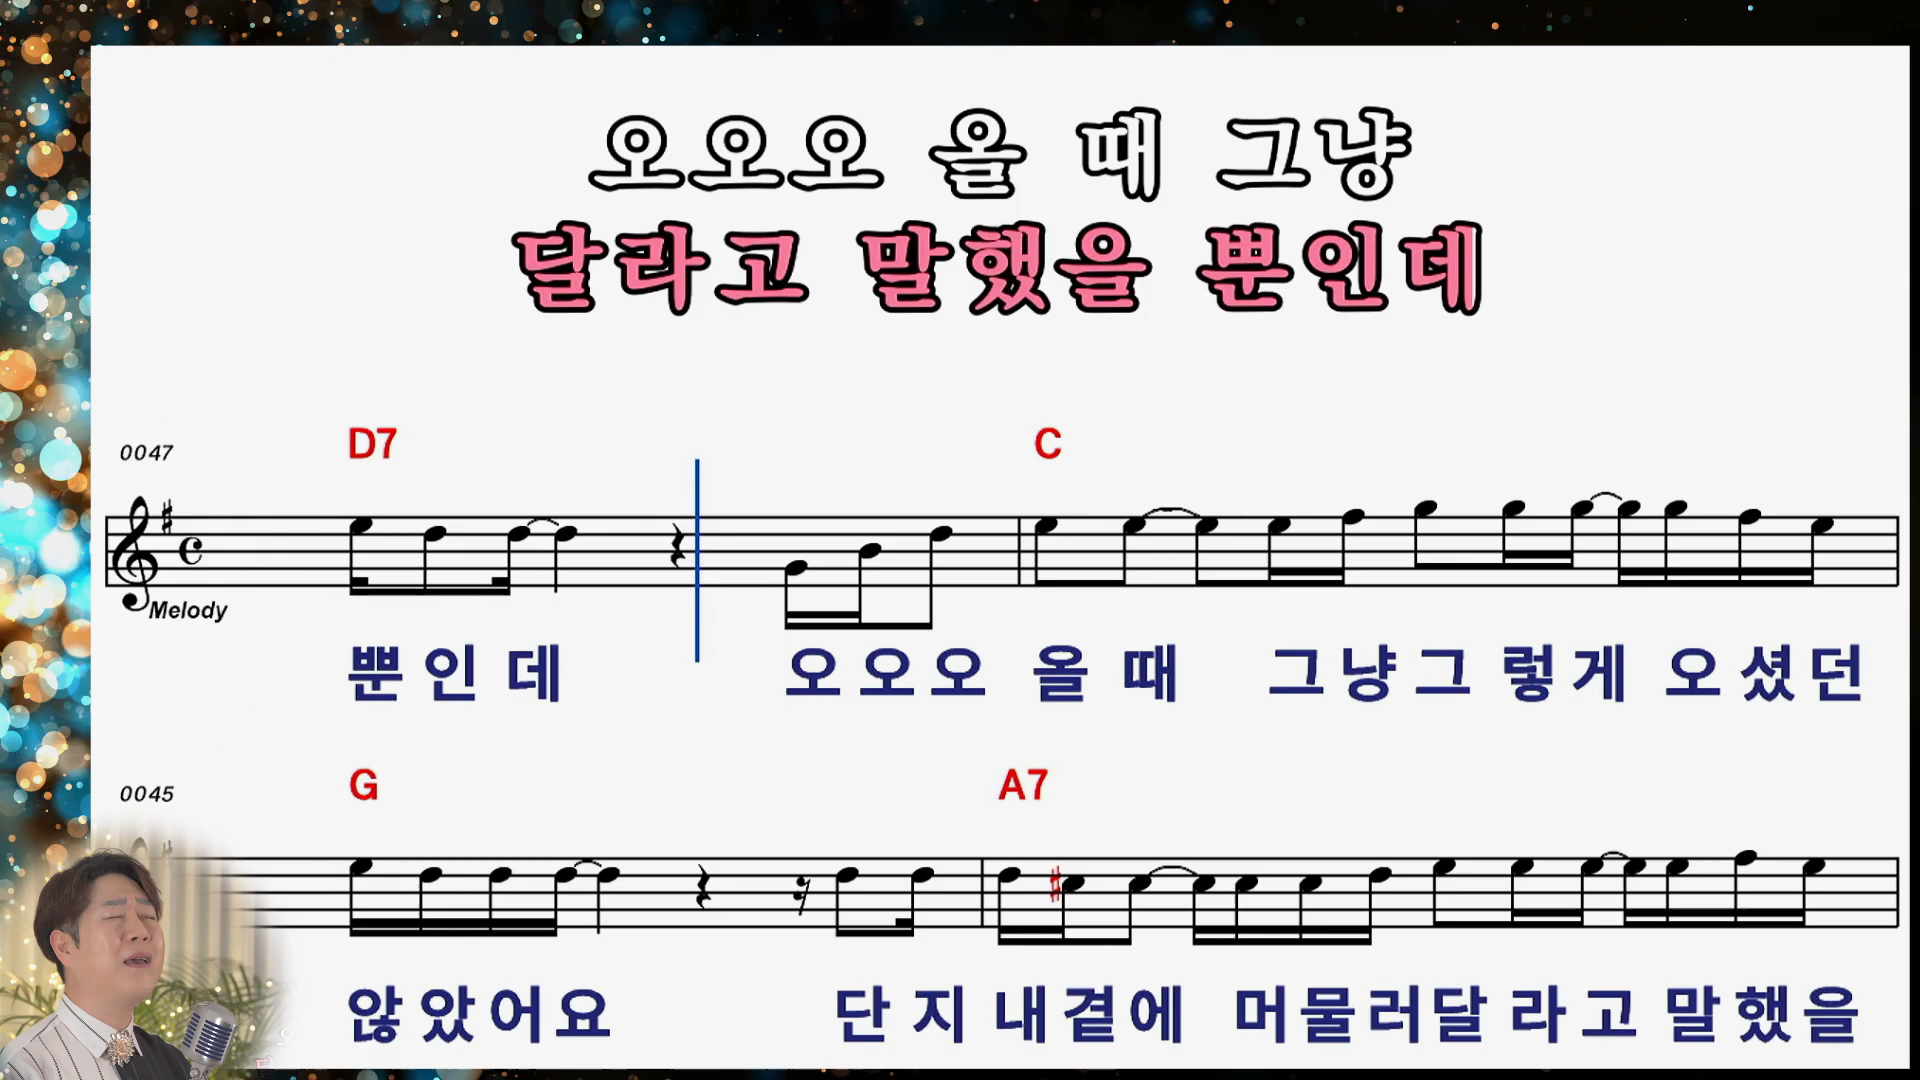 오오오 올 때 그냥
달라고 말했을 뿐인데
0047
D7
C
Melody
뿐인데 오오오 올때 그냥그렇게 오셨던
0045
G
A7
않았어요 단지내곁에 머물러달라고 말했을